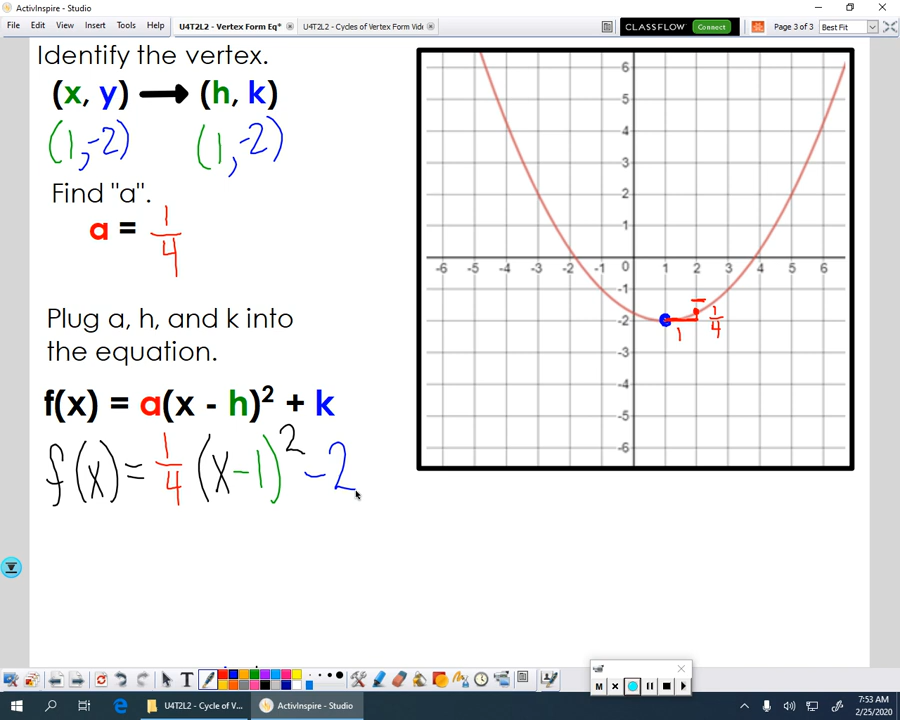 ActivInspire - Studio
File Edit View Insert Tools Help
U4T2L2 - Vertex Form Eq*
U4T2L2 - Cycles of Vertex Form Vid
CLASSFLOW Connect
Page 3 of 3
Best Fit
Identify the vertex.
(x, y) → (h, k)
(1, -2) (1, -2)
Find "a".
a = 1/4
Plug a, h, and k into
the equation.
f(x) = a(x - h)² + k
f(x) = 1/4 (x - 1)² - 2
6
5
4
3
2
1
-6 -5 -4 -3 -2 -1 0 1 2 3 4 5 6
-1
-2
1 1/4
-3
-4
-5
-6
T
M
U4T2L2 - Cycle of V...
ActivInspire - Studio
7:53 AM
2/25/2020